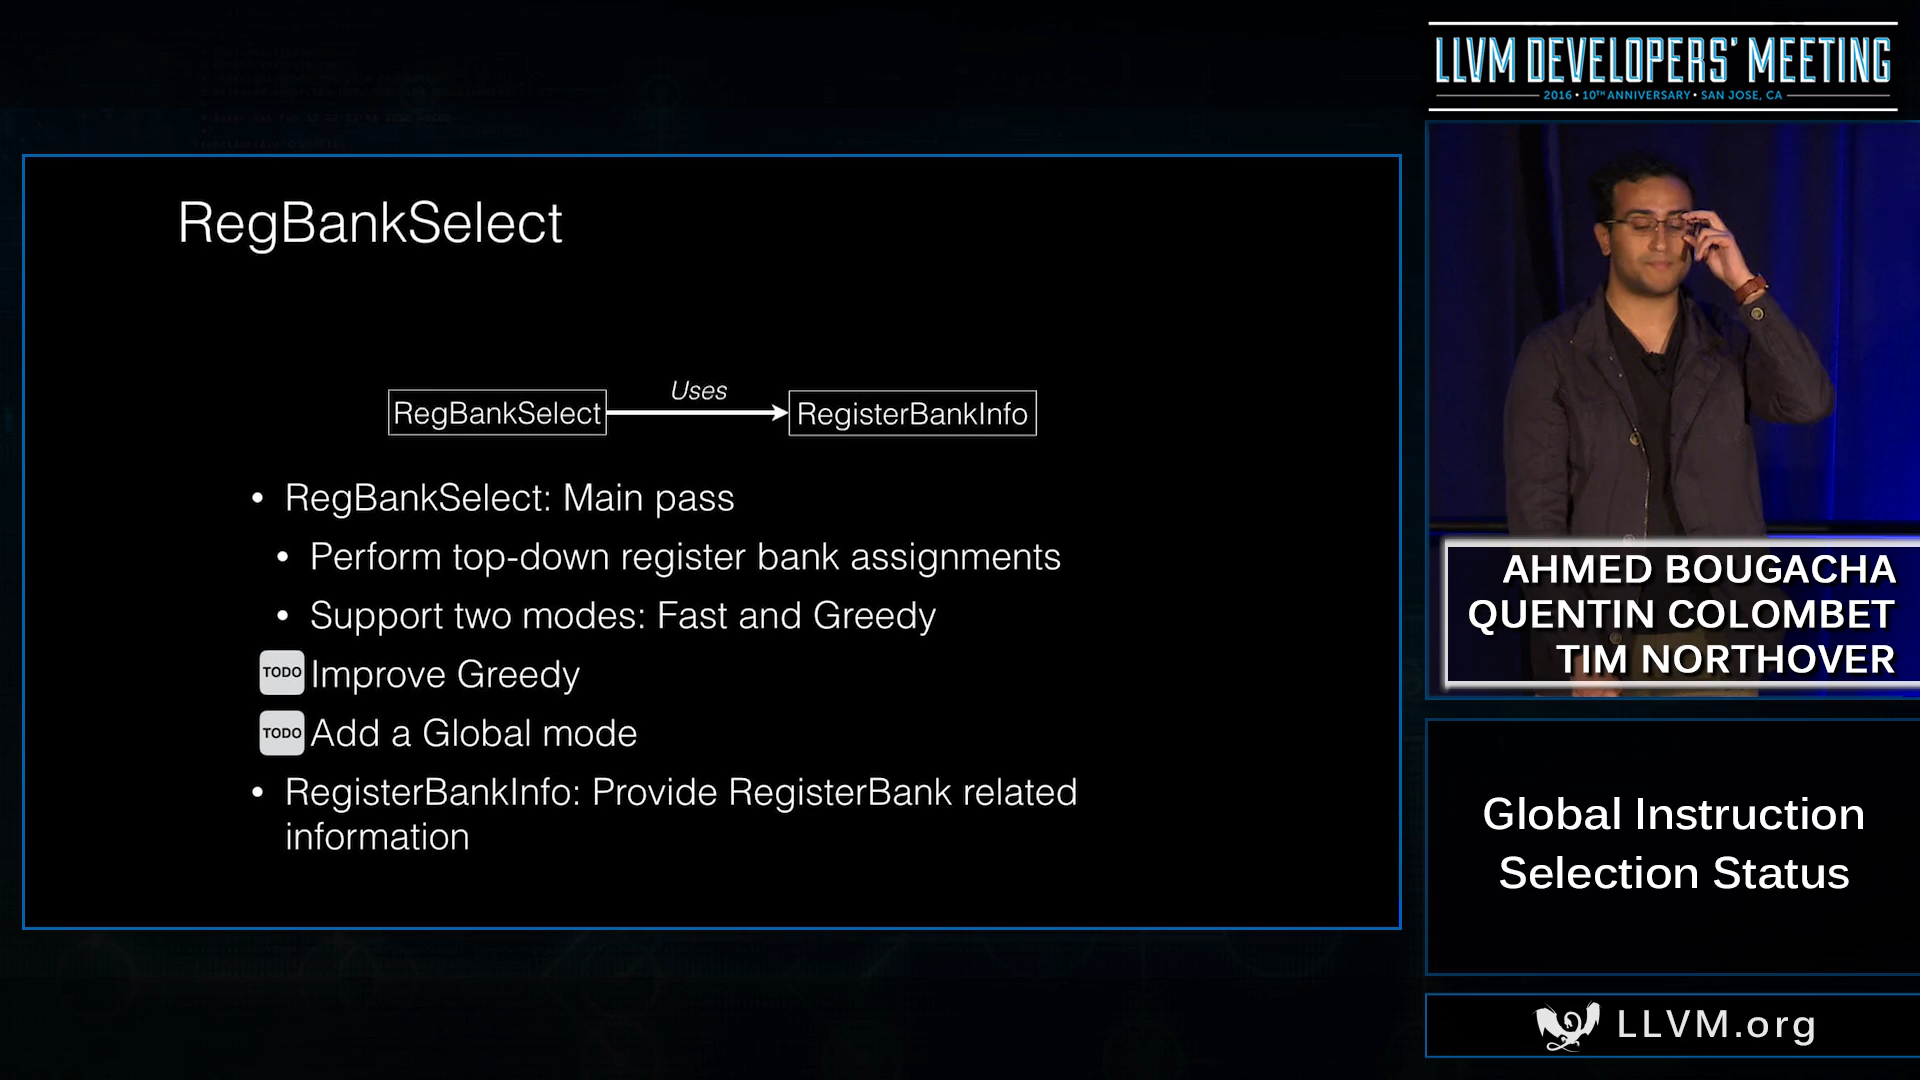 LLVM DEVELOPERS' MEETING
2016 • 10TH ANNIVERSARY • SAN JOSE, CA
RegBankSelect
Uses
RegBankSelect
RegisterBankInfo
• RegBankSelect: Main pass
• Perform top-down register bank assignments
• Support two modes: Fast and Greedy
TODO Improve Greedy
TODO Add a Global mode
• RegisterBankInfo: Provide RegisterBank related
information
AHMED BOUGACHA
QUENTIN COLOMBET
TIM NORTHOVER
Global Instruction
Selection Status
LLVM.org